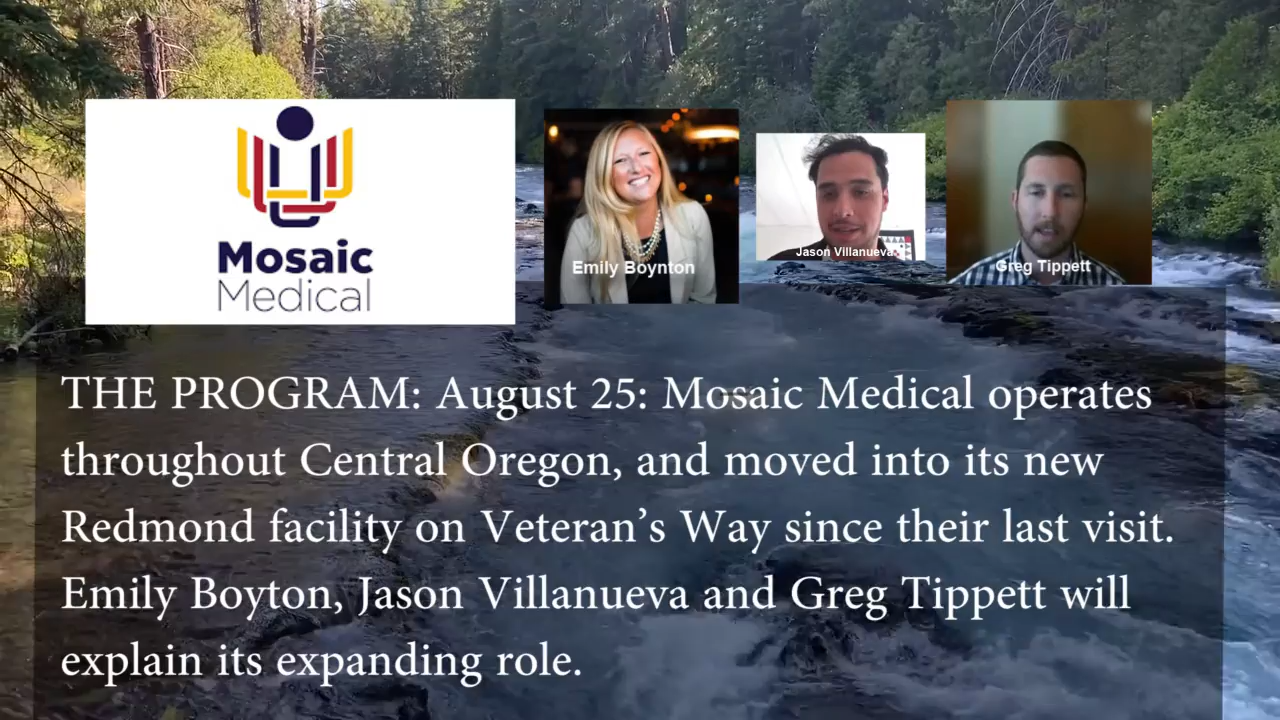 Mosaic
Medical
Emily Boynton
Jason Villanueva
Greg Tippett
THE PROGRAM: August 25: Mosaic Medical operates
throughout Central Oregon, and moved into its new
Redmond facility on Veteran’s Way since their last visit.
Emily Boyton, Jason Villanueva and Greg Tippett will
explain its expanding role.